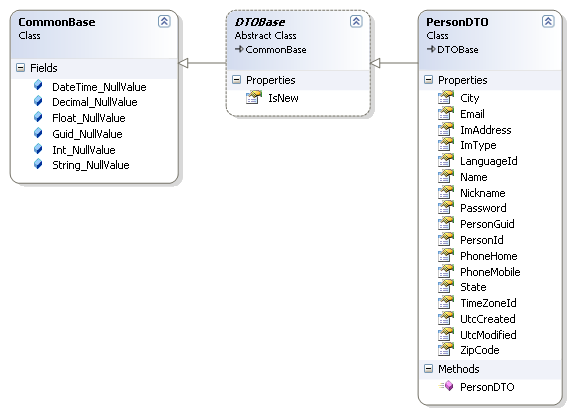 CommonBase
Class
Fields
DateTime_NullValue
Decimal_NullValue
Float_NullValue
Guid_NullValue
Int_NullValue
String_NullValue
DTOBase
Abstract Class
CommonBase
Properties
IsNew
PersonDTO
Class
DTOBase
Properties
City
Email
ImAddress
ImType
LanguageId
Name
Nickname
Password
PersonGuid
PersonId
PhoneHome
PhoneMobile
State
TimeZoneId
UtcCreated
UtcModified
ZipCode
Methods
PersonDTO